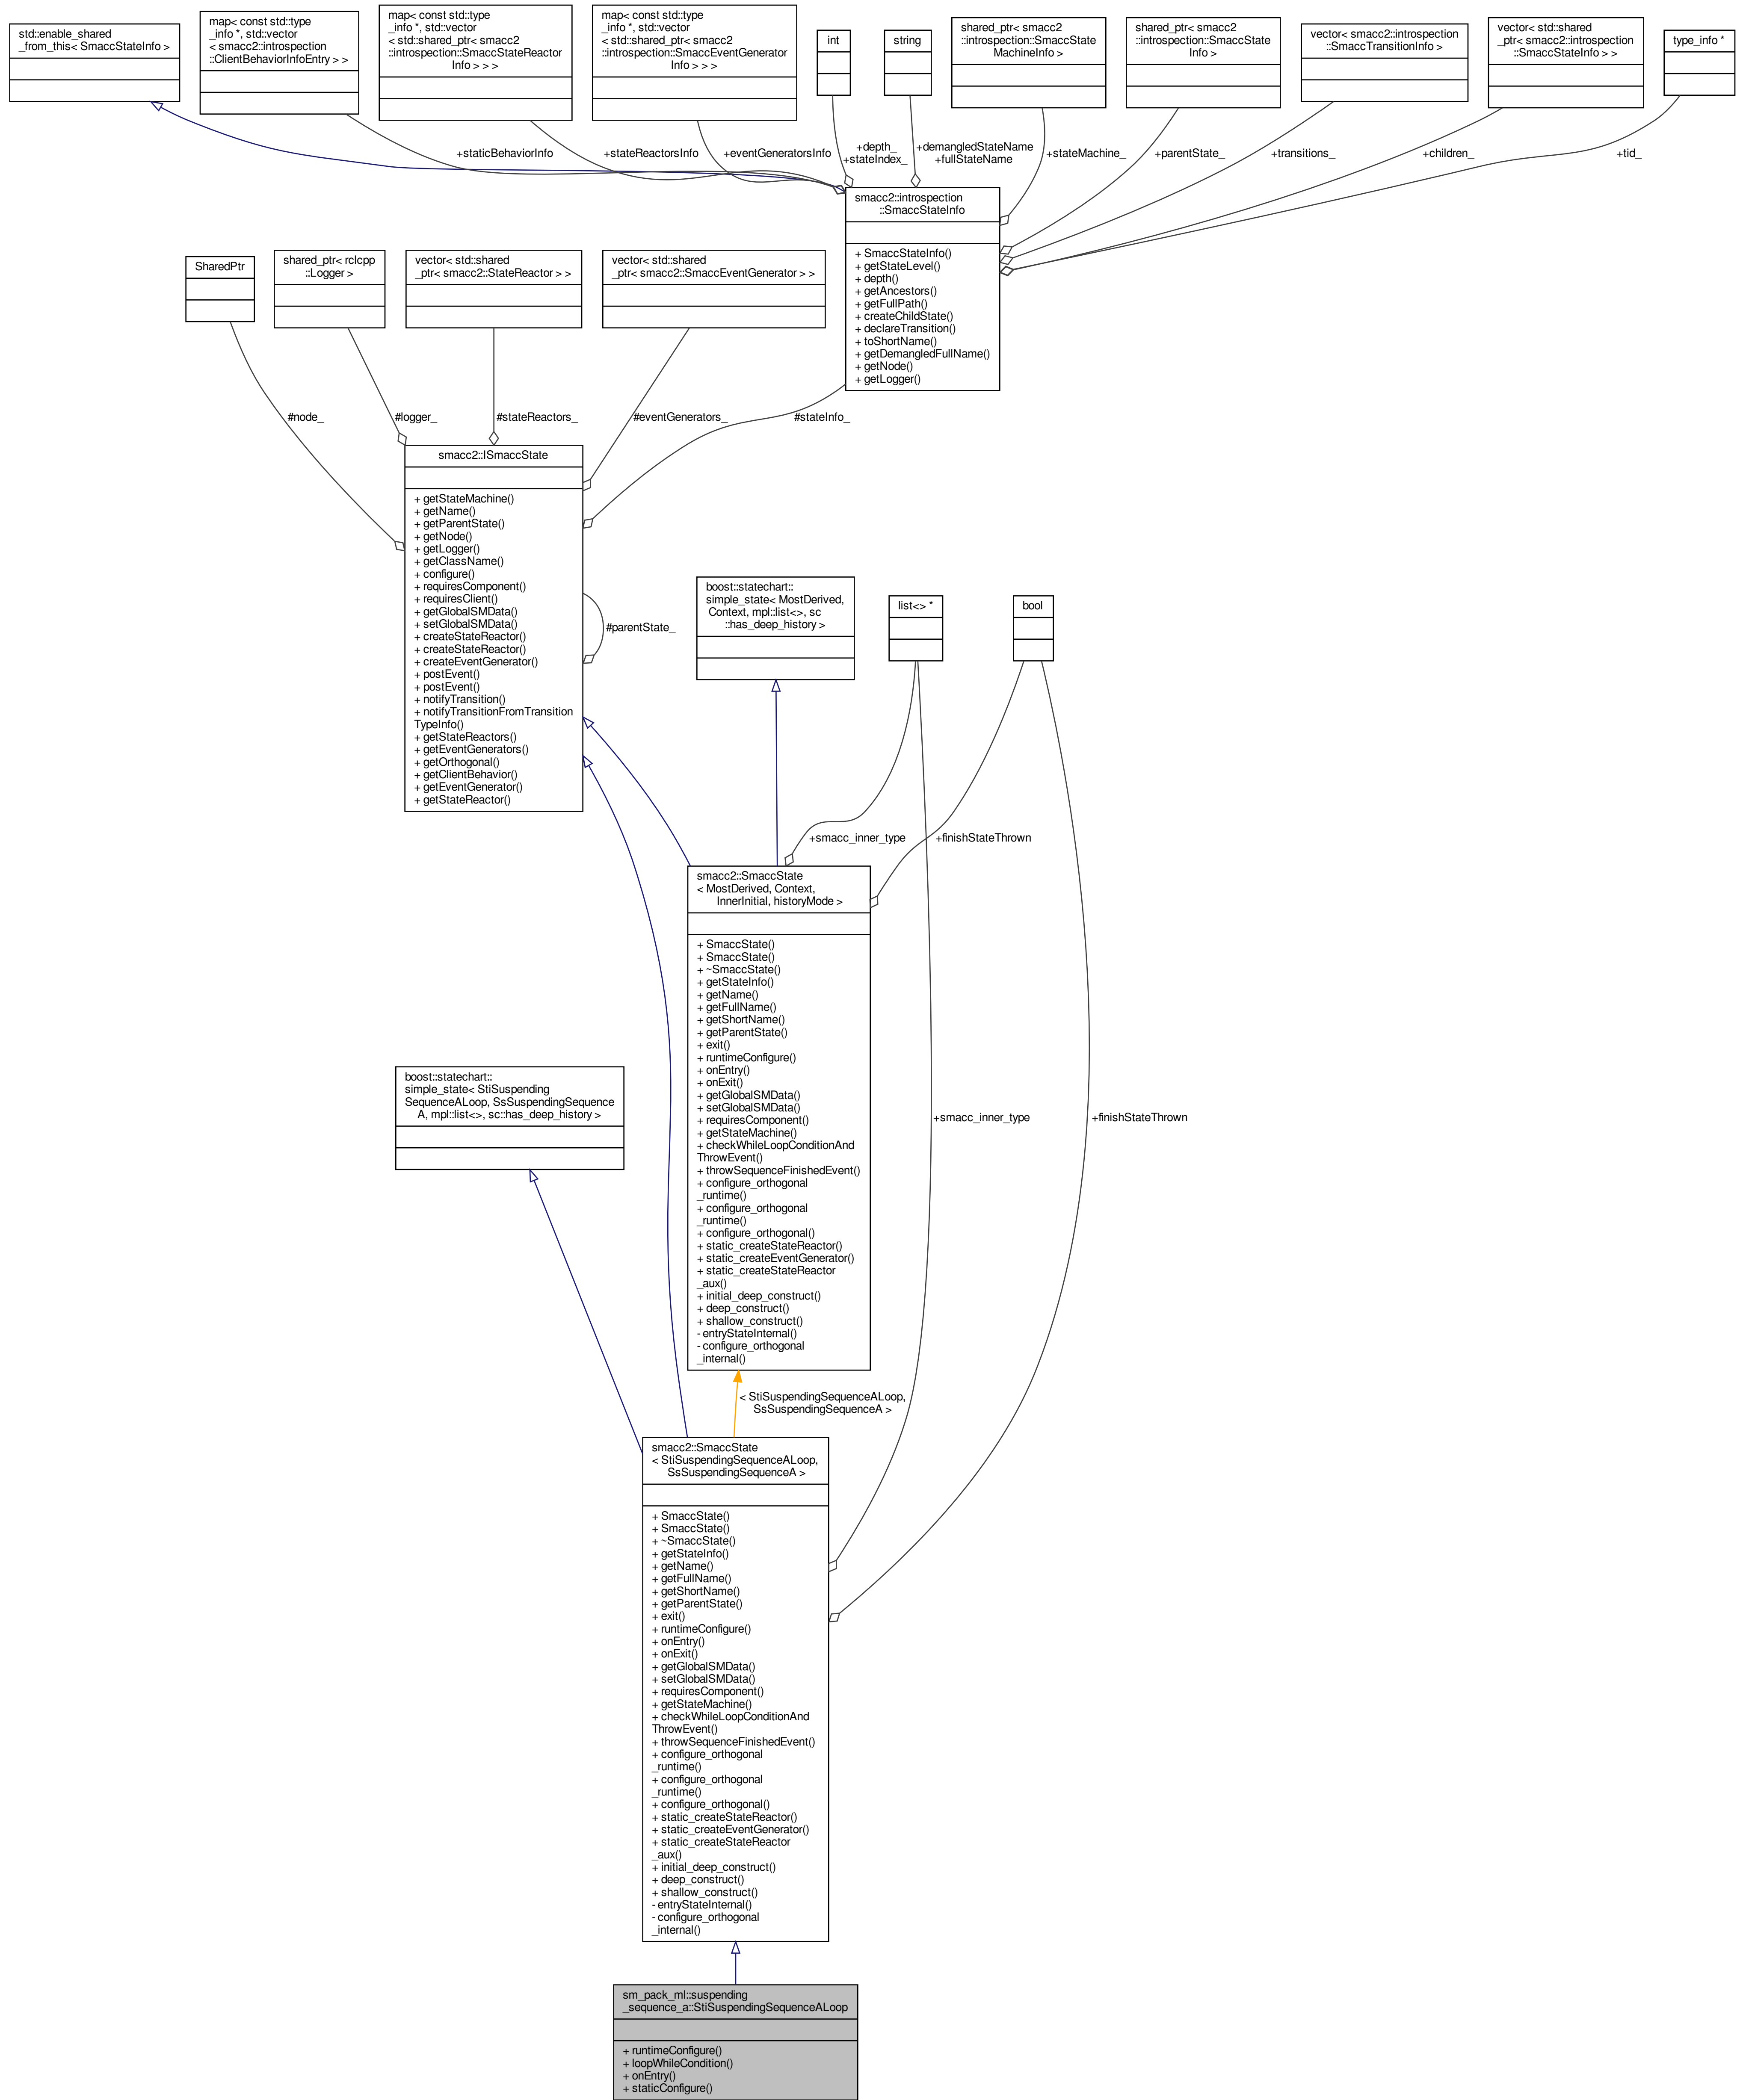 std::enable_shared
_from_this< SmaccStateInfo >
map< const std::type
_info *, std::vector
< smacc2::introspection
::ClientBehaviorInfoEntry > >
map< const std::type
_info *, std::vector
< std::shared_ptr< smacc2
::introspection::SmaccStateReactor
Info > > >
map< const std::type
_info *, std::vector
< std::shared_ptr< smacc2
::introspection::SmaccEventGenerator
Info > > >
int
string
shared_ptr< smacc2
::introspection::SmaccState
MachineInfo >
shared_ptr< smacc2
::introspection::SmaccState
Info >
vector< smacc2::introspection
::SmaccTransitionInfo >
vector< std::shared
_ptr< smacc2::introspection
::SmaccStateInfo > >
type_info *
+staticBehaviorInfo
+stateReactorsInfo
+eventGeneratorsInfo
+depth_
+stateIndex_
+demangledStateName
+fullStateName
+stateMachine_
+parentState_
+transitions_
+children_
+tid_
smacc2::introspection
::SmaccStateInfo
+ SmaccStateInfo()
+ getStateLevel()
+ depth()
+ getAncestors()
+ getFullPath()
+ createChildState()
+ declareTransition()
+ toShortName()
+ getDemangledFullName()
+ getNode()
+ getLogger()
SharedPtr
shared_ptr< rclcpp
::Logger >
vector< std::shared
_ptr< smacc2::StateReactor > >
vector< std::shared
_ptr< smacc2::SmaccEventGenerator > >
#node_
#logger_
#stateReactors_
#eventGenerators_
#stateInfo_
smacc2::ISmaccState
+ getStateMachine()
+ getName()
+ getParentState()
+ getNode()
+ getLogger()
+ getClassName()
+ configure()
+ requiresComponent()
+ requiresClient()
+ getGlobalSMData()
+ setGlobalSMData()
+ createStateReactor()
+ createStateReactor()
+ createEventGenerator()
+ postEvent()
+ postEvent()
+ notifyTransition()
+ notifyTransitionFromTransition
TypeInfo()
+ getStateReactors()
+ getEventGenerators()
+ getOrthogonal()
+ getClientBehavior()
+ getEventGenerator()
+ getStateReactor()
#parentState_
boost::statechart::
simple_state< MostDerived,
Context, mpl::list<>, sc
::has_deep_history >
list<> *
bool
+smacc_inner_type
+finishStateThrown
smacc2::SmaccState
< MostDerived, Context,
InnerInitial, historyMode >
+ SmaccState()
+ SmaccState()
+ ~SmaccState()
+ getStateInfo()
+ getName()
+ getFullName()
+ getShortName()
+ getParentState()
+ exit()
+ runtimeConfigure()
+ onEntry()
+ onExit()
+ getGlobalSMData()
+ setGlobalSMData()
+ requiresComponent()
+ getStateMachine()
+ checkWhileLoopConditionAnd
ThrowEvent()
+ throwSequenceFinishedEvent()
+ configure_orthogonal
_runtime()
+ configure_orthogonal
_runtime()
+ configure_orthogonal()
+ static_createStateReactor()
+ static_createEventGenerator()
+ static_createStateReactor
_aux()
+ initial_deep_construct()
+ deep_construct()
+ shallow_construct()
- entryStateInternal()
- configure_orthogonal
_internal()
boost::statechart::
simple_state< StiSuspending
SequenceALoop, SsSuspendingSequence
A, mpl::list<>, sc::has_deep_history >
+smacc_inner_type
+finishStateThrown
< StiSuspendingSequenceALoop,
SsSuspendingSequenceA >
smacc2::SmaccState
< StiSuspendingSequenceALoop,
SsSuspendingSequenceA >
+ SmaccState()
+ SmaccState()
+ ~SmaccState()
+ getStateInfo()
+ getName()
+ getFullName()
+ getShortName()
+ getParentState()
+ exit()
+ runtimeConfigure()
+ onEntry()
+ onExit()
+ getGlobalSMData()
+ setGlobalSMData()
+ requiresComponent()
+ getStateMachine()
+ checkWhileLoopConditionAnd
ThrowEvent()
+ throwSequenceFinishedEvent()
+ configure_orthogonal
_runtime()
+ configure_orthogonal
_runtime()
+ configure_orthogonal()
+ static_createStateReactor()
+ static_createEventGenerator()
+ static_createStateReactor
_aux()
+ initial_deep_construct()
+ deep_construct()
+ shallow_construct()
- entryStateInternal()
- configure_orthogonal
_internal()
sm_pack_ml::suspending
_sequence_a::StiSuspendingSequenceALoop
+ runtimeConfigure()
+ loopWhileCondition()
+ onEntry()
+ staticConfigure()